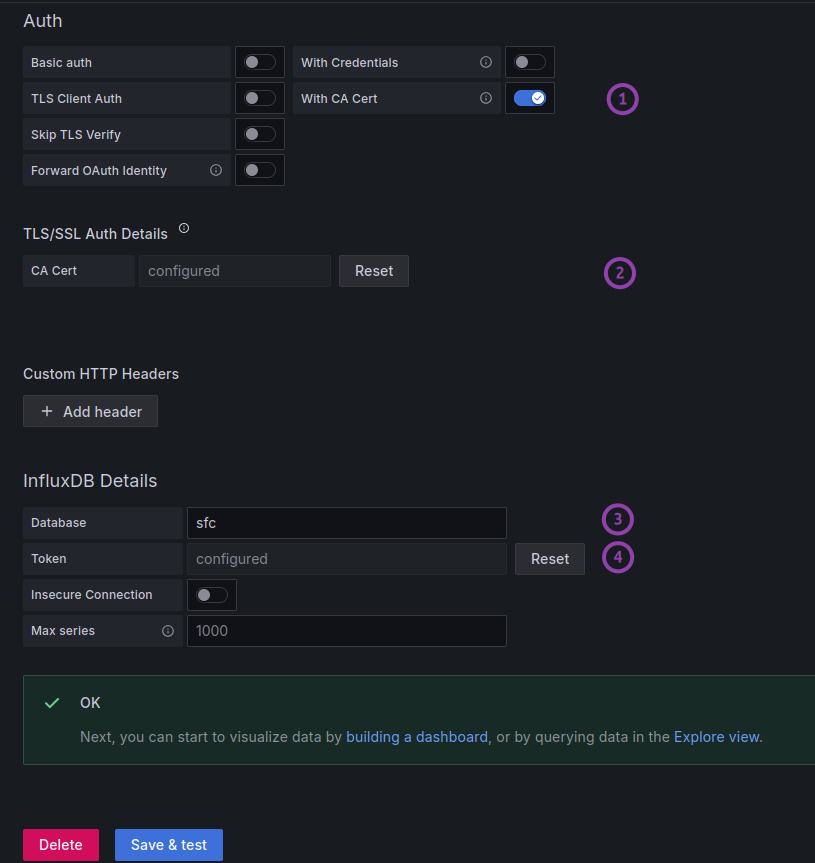 Auth
Basic auth With Credentials
TLS Client Auth With CA Cert 1
Skip TLS Verify
Forward OAuth Identity
TLS/SSL Auth Details
CA Cert configured Reset 2
Custom HTTP Headers
+ Add header
InfluxDB Details
Database sfc 3
Token configured Reset 4
Insecure Connection
Max series 1000
OK
Next, you can start to visualize data by building a dashboard, or by querying data in the Explore view.
Delete Save & test